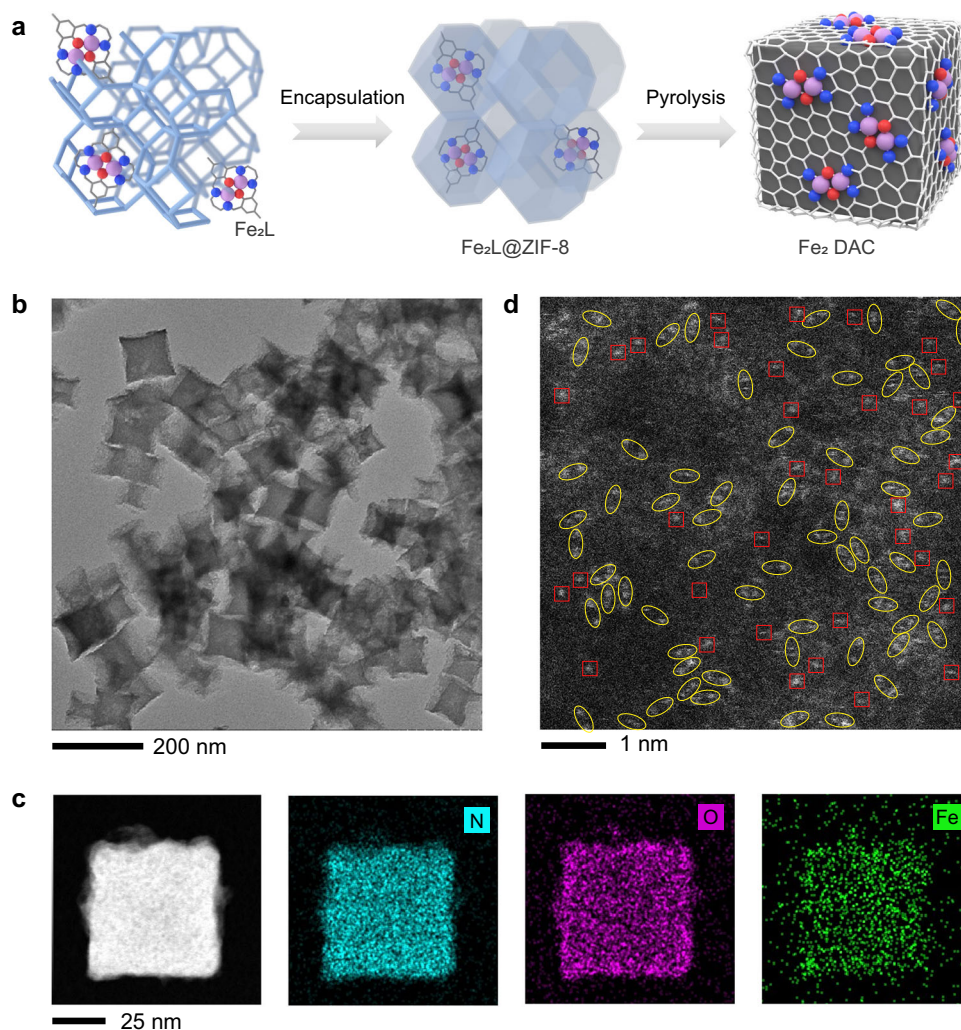 a
Encapsulation
Pyrolysis
Fe₂L
Fe₂L@ZIF-8
Fe₂ DAC
b
d
200 nm
1 nm
c
N
O
Fe
25 nm